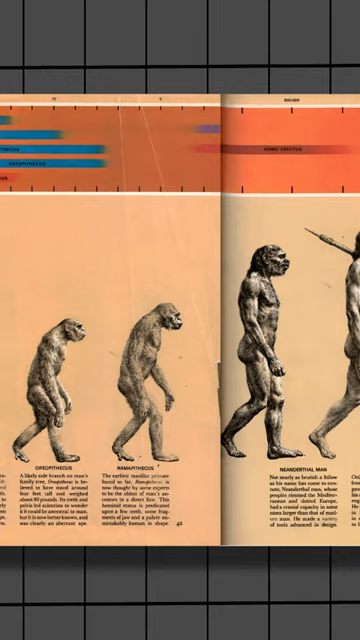 17
5
500,000
OREOPITHECUS
HOMO ERECTUS
OREOPITHECUS
A likely side branch on man's
family tree, Oreopithecus is be-
lieved to have stood around
four feet tall and weighed
about 80 pounds. Its teeth and
pelvis led scientists to wonder
if it could be ancestral to man,
but it is now better known, and
was clearly an aberrant ape.
RAMAPITHECUS
The earliest manlike primate
found so far, Ramapithecus is
now thought by some experts
to be the oldest of man's an-
cestors in a direct line. This
hominid status is predicated
upon a few teeth, some frag-
ments of jaw and a palate un-
mistakably human in shape
42
NEANDERTHAL MAN
Not nearly as brutish a fellow
as his name has come to con-
note, Neanderthal man, whose
peoples rimmed the Mediter-
ranean and dotted Europe,
had a cranial capacity in some
cases larger than that of mod-
ern man. He made a variety
of tools advanced in design.